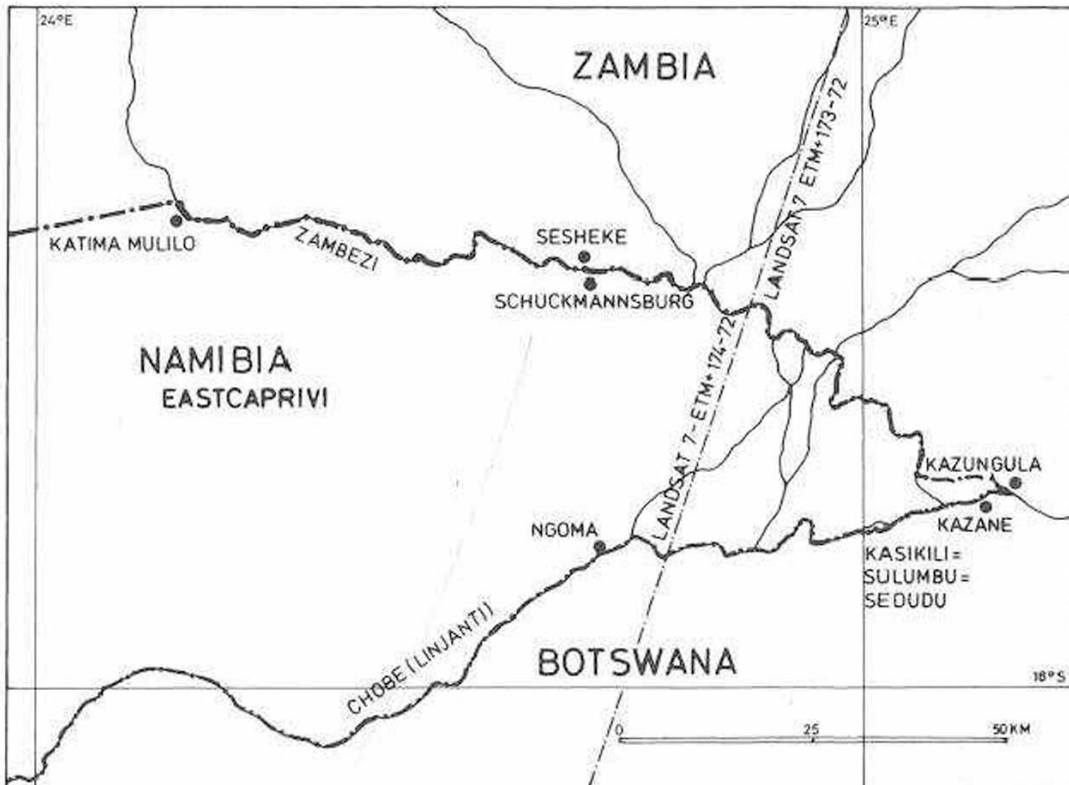 24°E
25°E
ZAMBIA
LANDSAT 7 ETM+173-72
KATIMA MULILO
ZAMBEZI
SESHEKE
SCHUCKMANNSBURG
NAMIBIA
EASTCAPRIVI
LANDSAT 7-ETM+174-72
KAZUNGULA
KAZANE
NGOMA
KASIKILI=
SULUMBU=
SEDUDU
CHOBE (LINJANTI)
BOTSWANA
18°S
0 25 50 KM